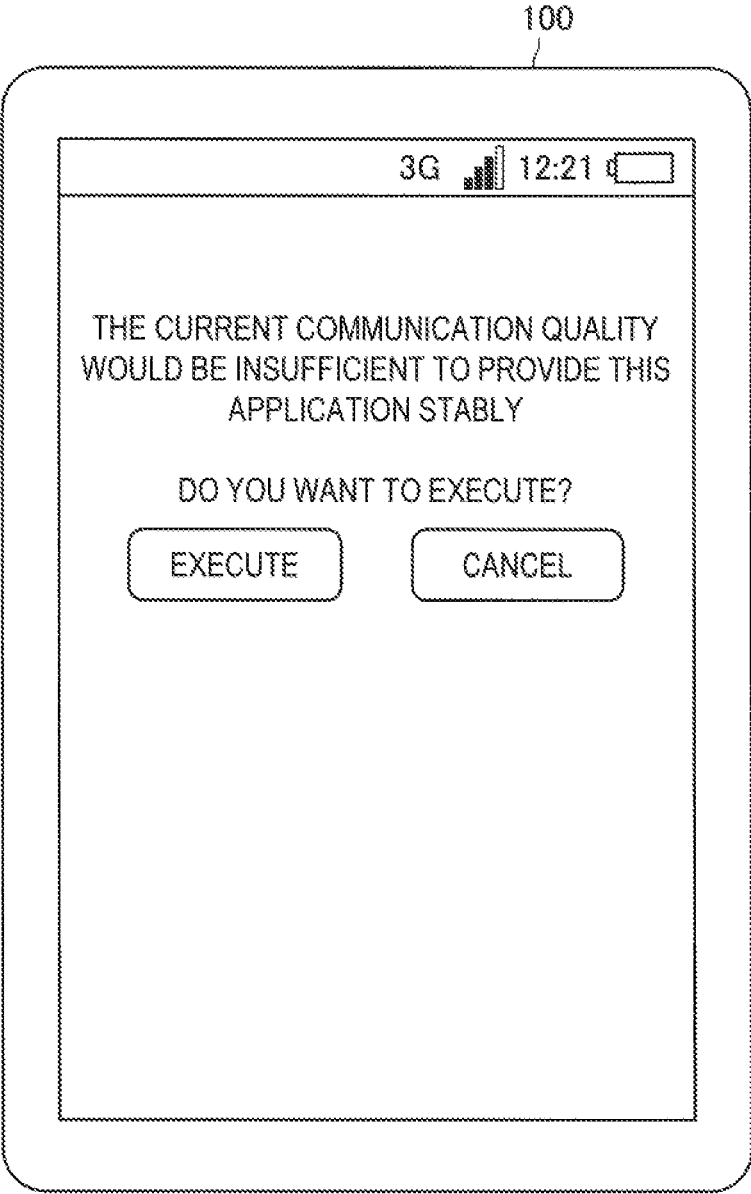 100
3G 12:21
THE CURRENT COMMUNICATION QUALITY
WOULD BE INSUFFICIENT TO PROVIDE THIS
APPLICATION STABLY
DO YOU WANT TO EXECUTE?
EXECUTE CANCEL